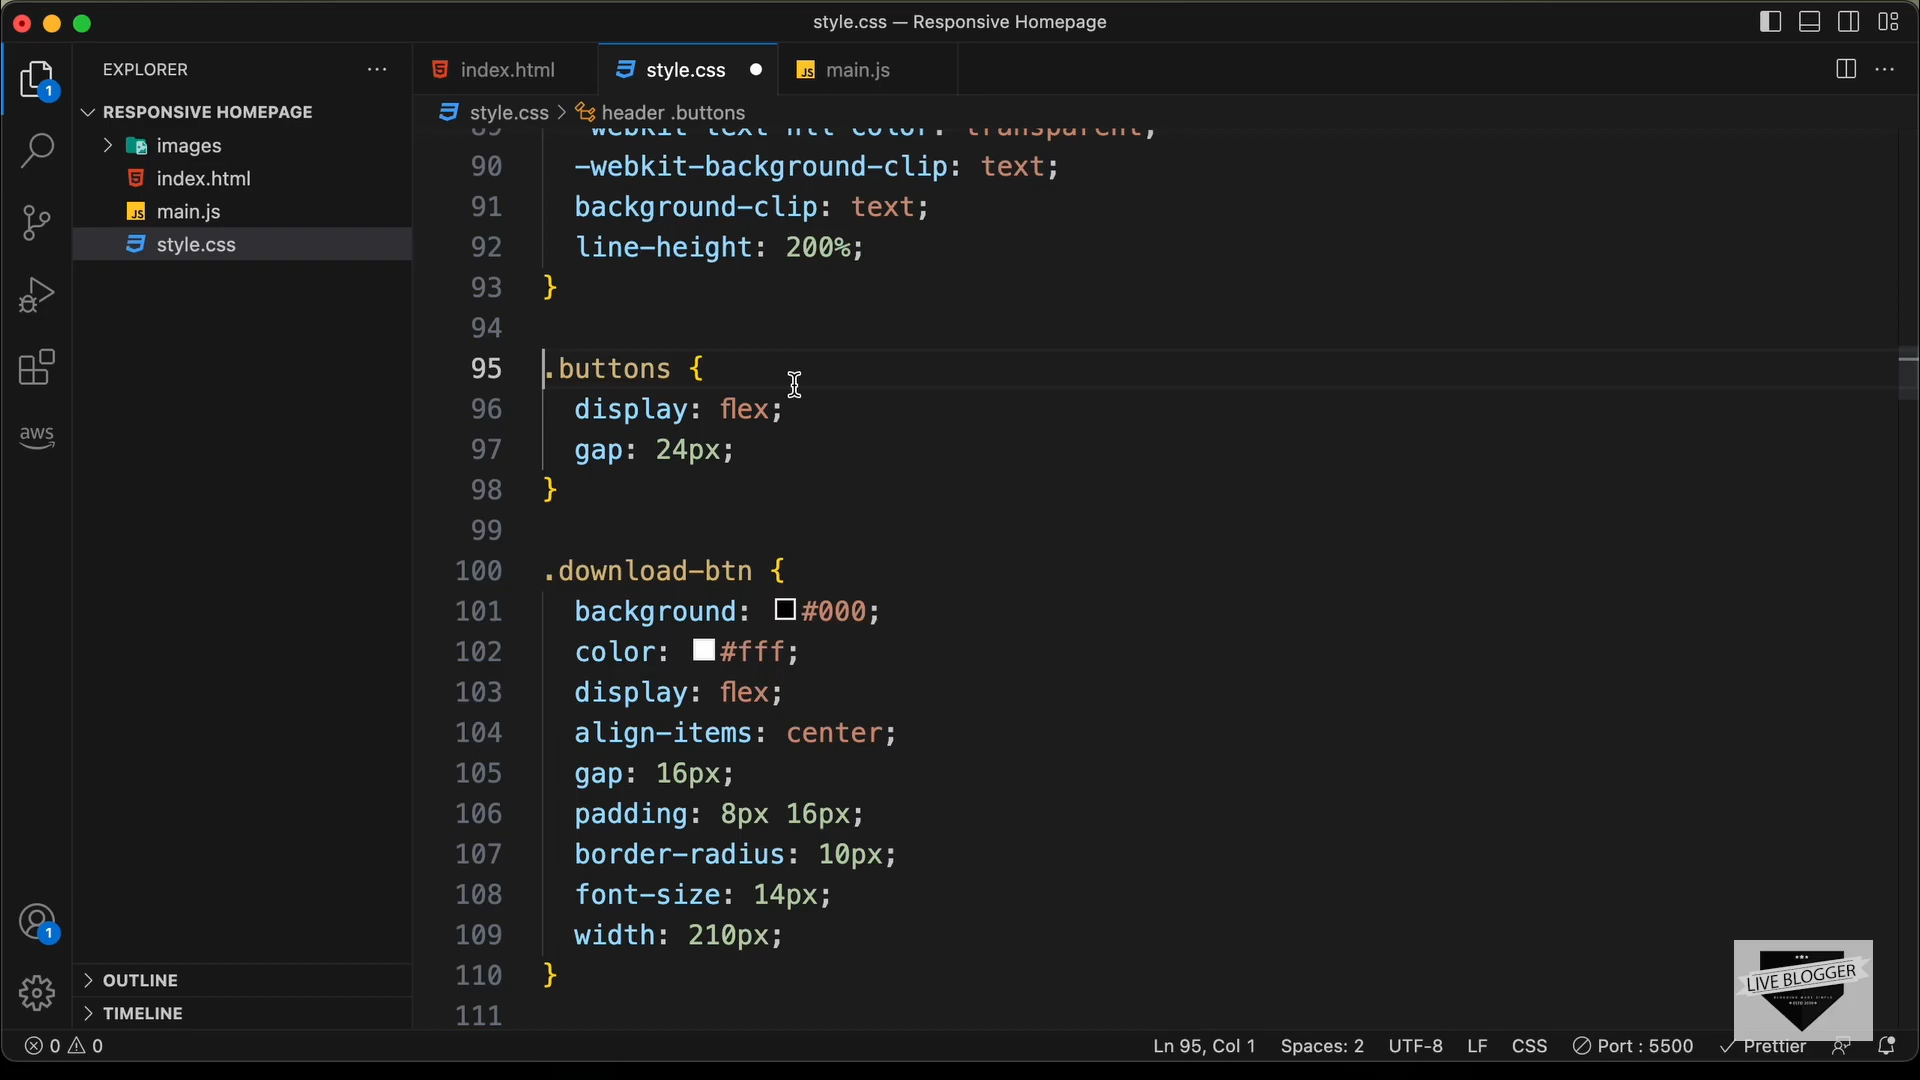 style.css — Responsive Homepage
EXPLORER
RESPONSIVE HOMEPAGE
images
index.html
main.js
style.css
OUTLINE
TIMELINE
aws
1
1
index.html
style.css
main.js
style.css > header .buttons
89 -webkit-text-fill-color: transparent;
90 -webkit-background-clip: text;
91 background-clip: text;
92 line-height: 200%;
93 }
94
95 .buttons {
96 display: flex;
97 gap: 24px;
98 }
99
100 .download-btn {
101 background: #000;
102 color: #fff;
103 display: flex;
104 align-items: center;
105 gap: 16px;
106 padding: 8px 16px;
107 border-radius: 10px;
108 font-size: 14px;
109 width: 210px;
110 }
111
LIVE BLOGGER
0 0
Ln 95, Col 1 Spaces: 2 UTF-8 LF CSS Port : 5500 Prettier